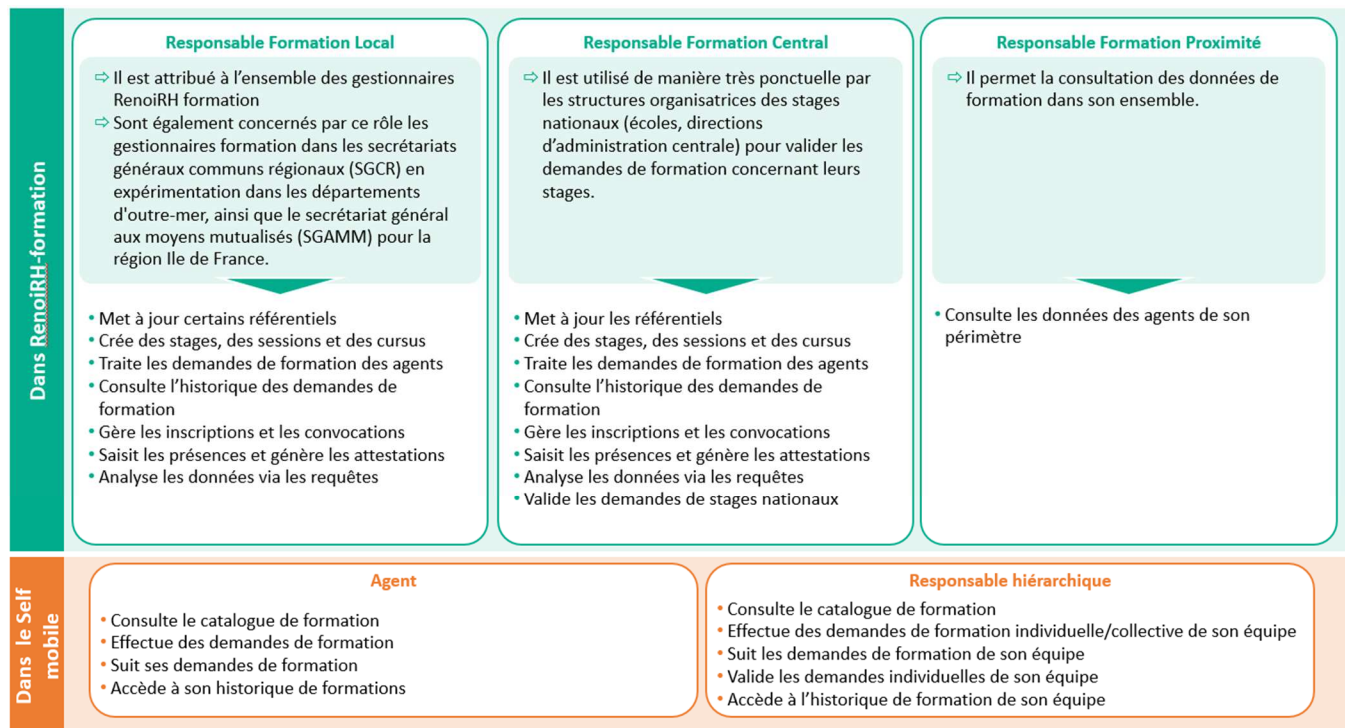 Dans RenoiRH-formation
Responsable Formation Local
⇨ Il est attribué à l’ensemble des gestionnaires
RenoiRH formation
⇨ Sont également concernés par ce rôle les
gestionnaires formation dans les secrétariats
généraux communs régionaux (SGCR) en
expérimentation dans les départements
d'outre-mer, ainsi que le secrétariat général
aux moyens mutualisés (SGAMM) pour la
région Ile de France.
• Met à jour certains référentiels
• Crée des stages, des sessions et des cursus
• Traite les demandes de formation des agents
• Consulte l’historique des demandes de
formation
• Gère les inscriptions et les convocations
• Saisit les présences et génère les attestations
• Analyse les données via les requêtes
Responsable Formation Central
⇨ Il est utilisé de manière très ponctuelle par
les structures organisatrices des stages
nationaux (écoles, directions
d’administration centrale) pour valider les
demandes de formation concernant leurs
stages.
• Met à jour les référentiels
• Crée des stages, des sessions et des cursus
• Traite les demandes de formation des agents
• Consulte l’historique des demandes de
formation
• Gère les inscriptions et les convocations
• Saisit les présences et génère les attestations
• Analyse les données via les requêtes
• Valide les demandes de stages nationaux
Responsable Formation Proximité
⇨ Il permet la consultation des données de
formation dans son ensemble.
• Consulte les données des agents de son
périmètre
Dans le Self
mobile
Agent
• Consulte le catalogue de formation
• Effectue des demandes de formation
• Suit ses demandes de formation
• Accède à son historique de formations
Responsable hiérarchique
• Consulte le catalogue de formation
• Effectue des demandes de formation individuelle/collective de son équipe
• Suit les demandes de formation de son équipe
• Valide les demandes individuelles de son équipe
• Accède à l’historique de formation de son équipe